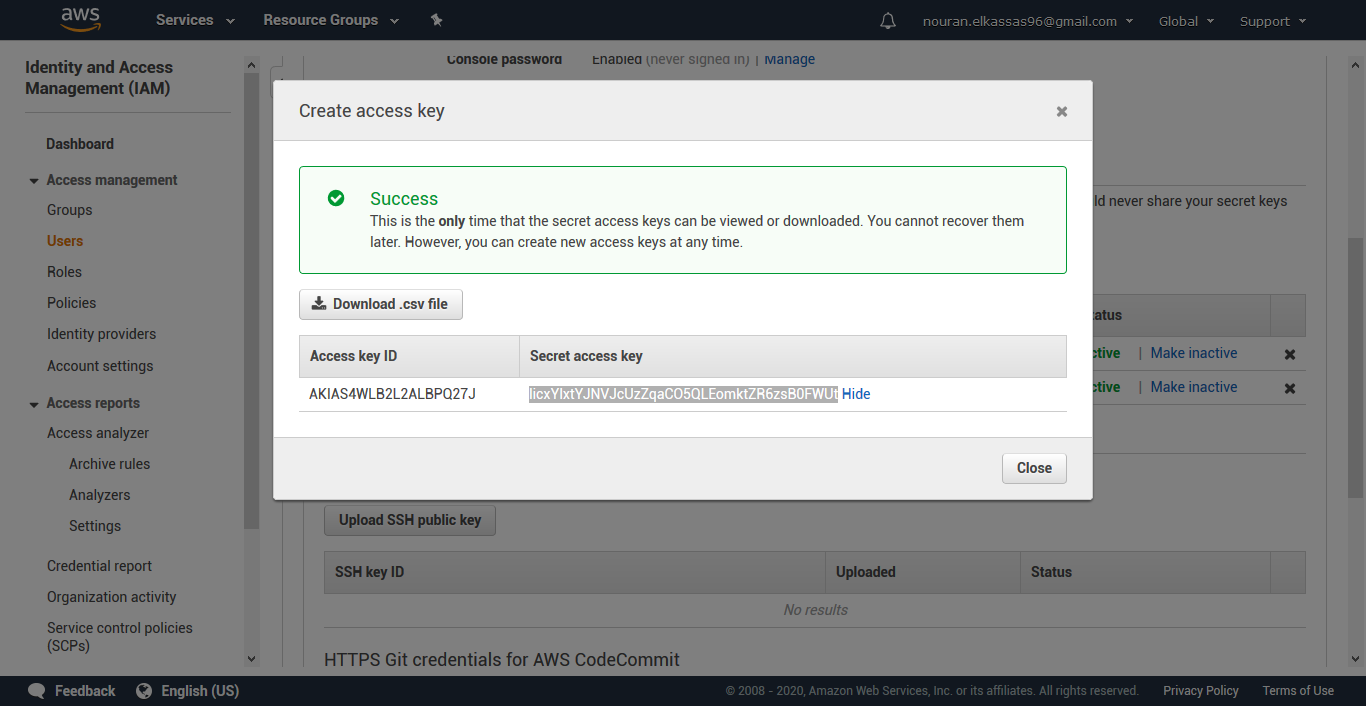 aws Services Resource Groups nouran.elkassas96@gmail.com Global Support
Identity and Access
Management (IAM)
Dashboard
Access management
Groups
Users
Roles
Policies
Identity providers
Account settings
Access reports
Access analyzer
Archive rules
Analyzers
Settings
Credential report
Organization activity
Service control policies
(SCPs)
Console password Enabled (never signed in) | Manage
Create access key
Success
This is the only time that the secret access keys can be viewed or downloaded. You cannot recover them
later. However, you can create new access keys at any time.
Download .csv file
Access key ID Secret access key
AKIAS4WLB2L2ALBPQ27J [secret access key redacted] Hide
Close
ld never share your secret keys
atus
ctive | Make inactive
ctive | Make inactive
Upload SSH public key
SSH key ID Uploaded Status
No results
HTTPS Git credentials for AWS CodeCommit
Feedback English (US) © 2008 - 2020, Amazon Web Services, Inc. or its affiliates. All rights reserved. Privacy Policy Terms of Use